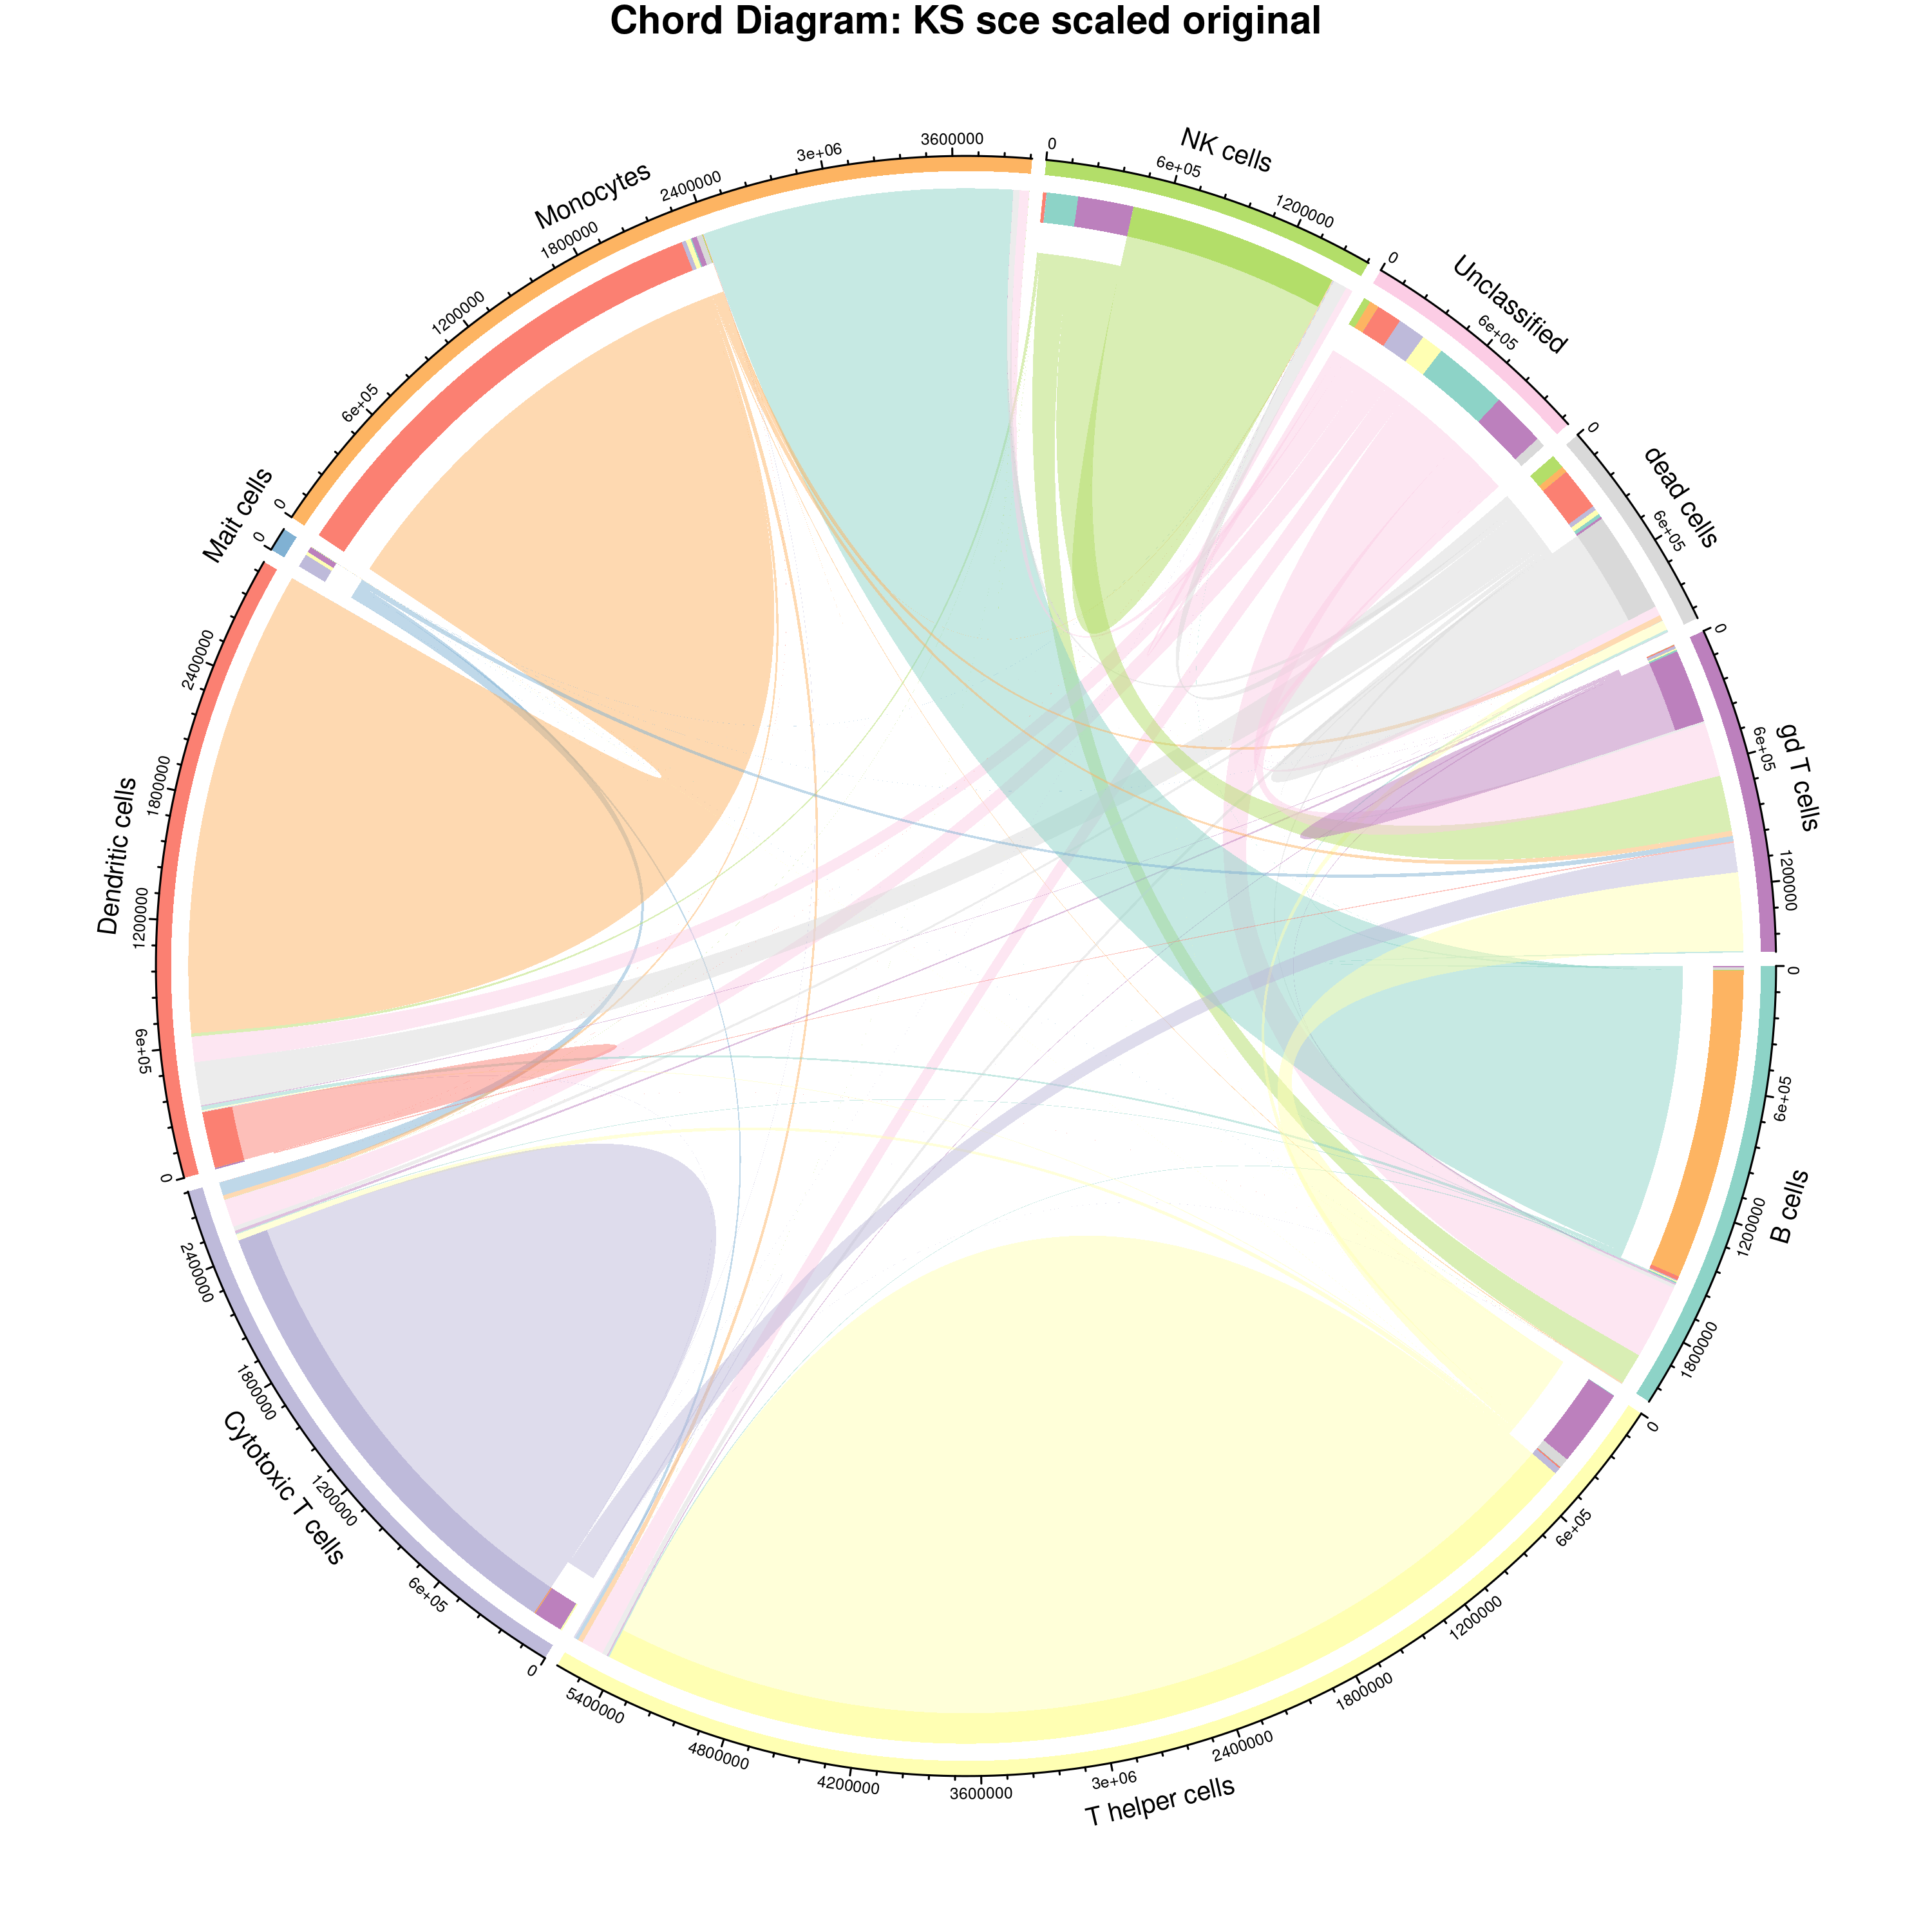 Chord Diagram: KS sce scaled original
NK cells
0
6e+05
1200000
Unclassified
0
6e+05
dead cells
0
6e+05
gd T cells
0
6e+05
1200000
B cells
0
6e+05
1200000
1800000
T helper cells
0
6e+05
1200000
1800000
2400000
3e+06
3600000
4200000
4800000
5400000
Cytotoxic T cells
0
6e+05
1200000
1800000
2400000
Dendritic cells
0
6e+05
1200000
1800000
2400000
Mait cells
0
Monocytes
0
6e+05
1200000
1800000
2400000
3e+06
3600000